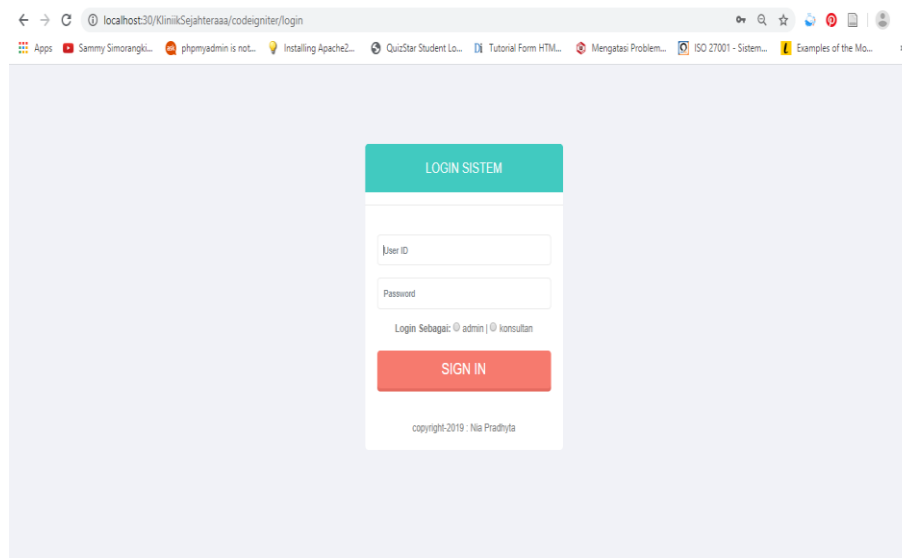 localhost:30/KliniikSejahteraaa/codeigniter/login
Apps Sammy Simorangki... phpmyadmin is not... Installing Apache2... QuizStar Student Lo... Tutorial Form HTM... Mengatasi Problem... ISO 27001 - Sistem... Examples of the Mo...
LOGIN SISTEM
User ID
Password
Login Sebagai: admin | konsultan
SIGN IN
copyright-2019 : Nia Pradhyta